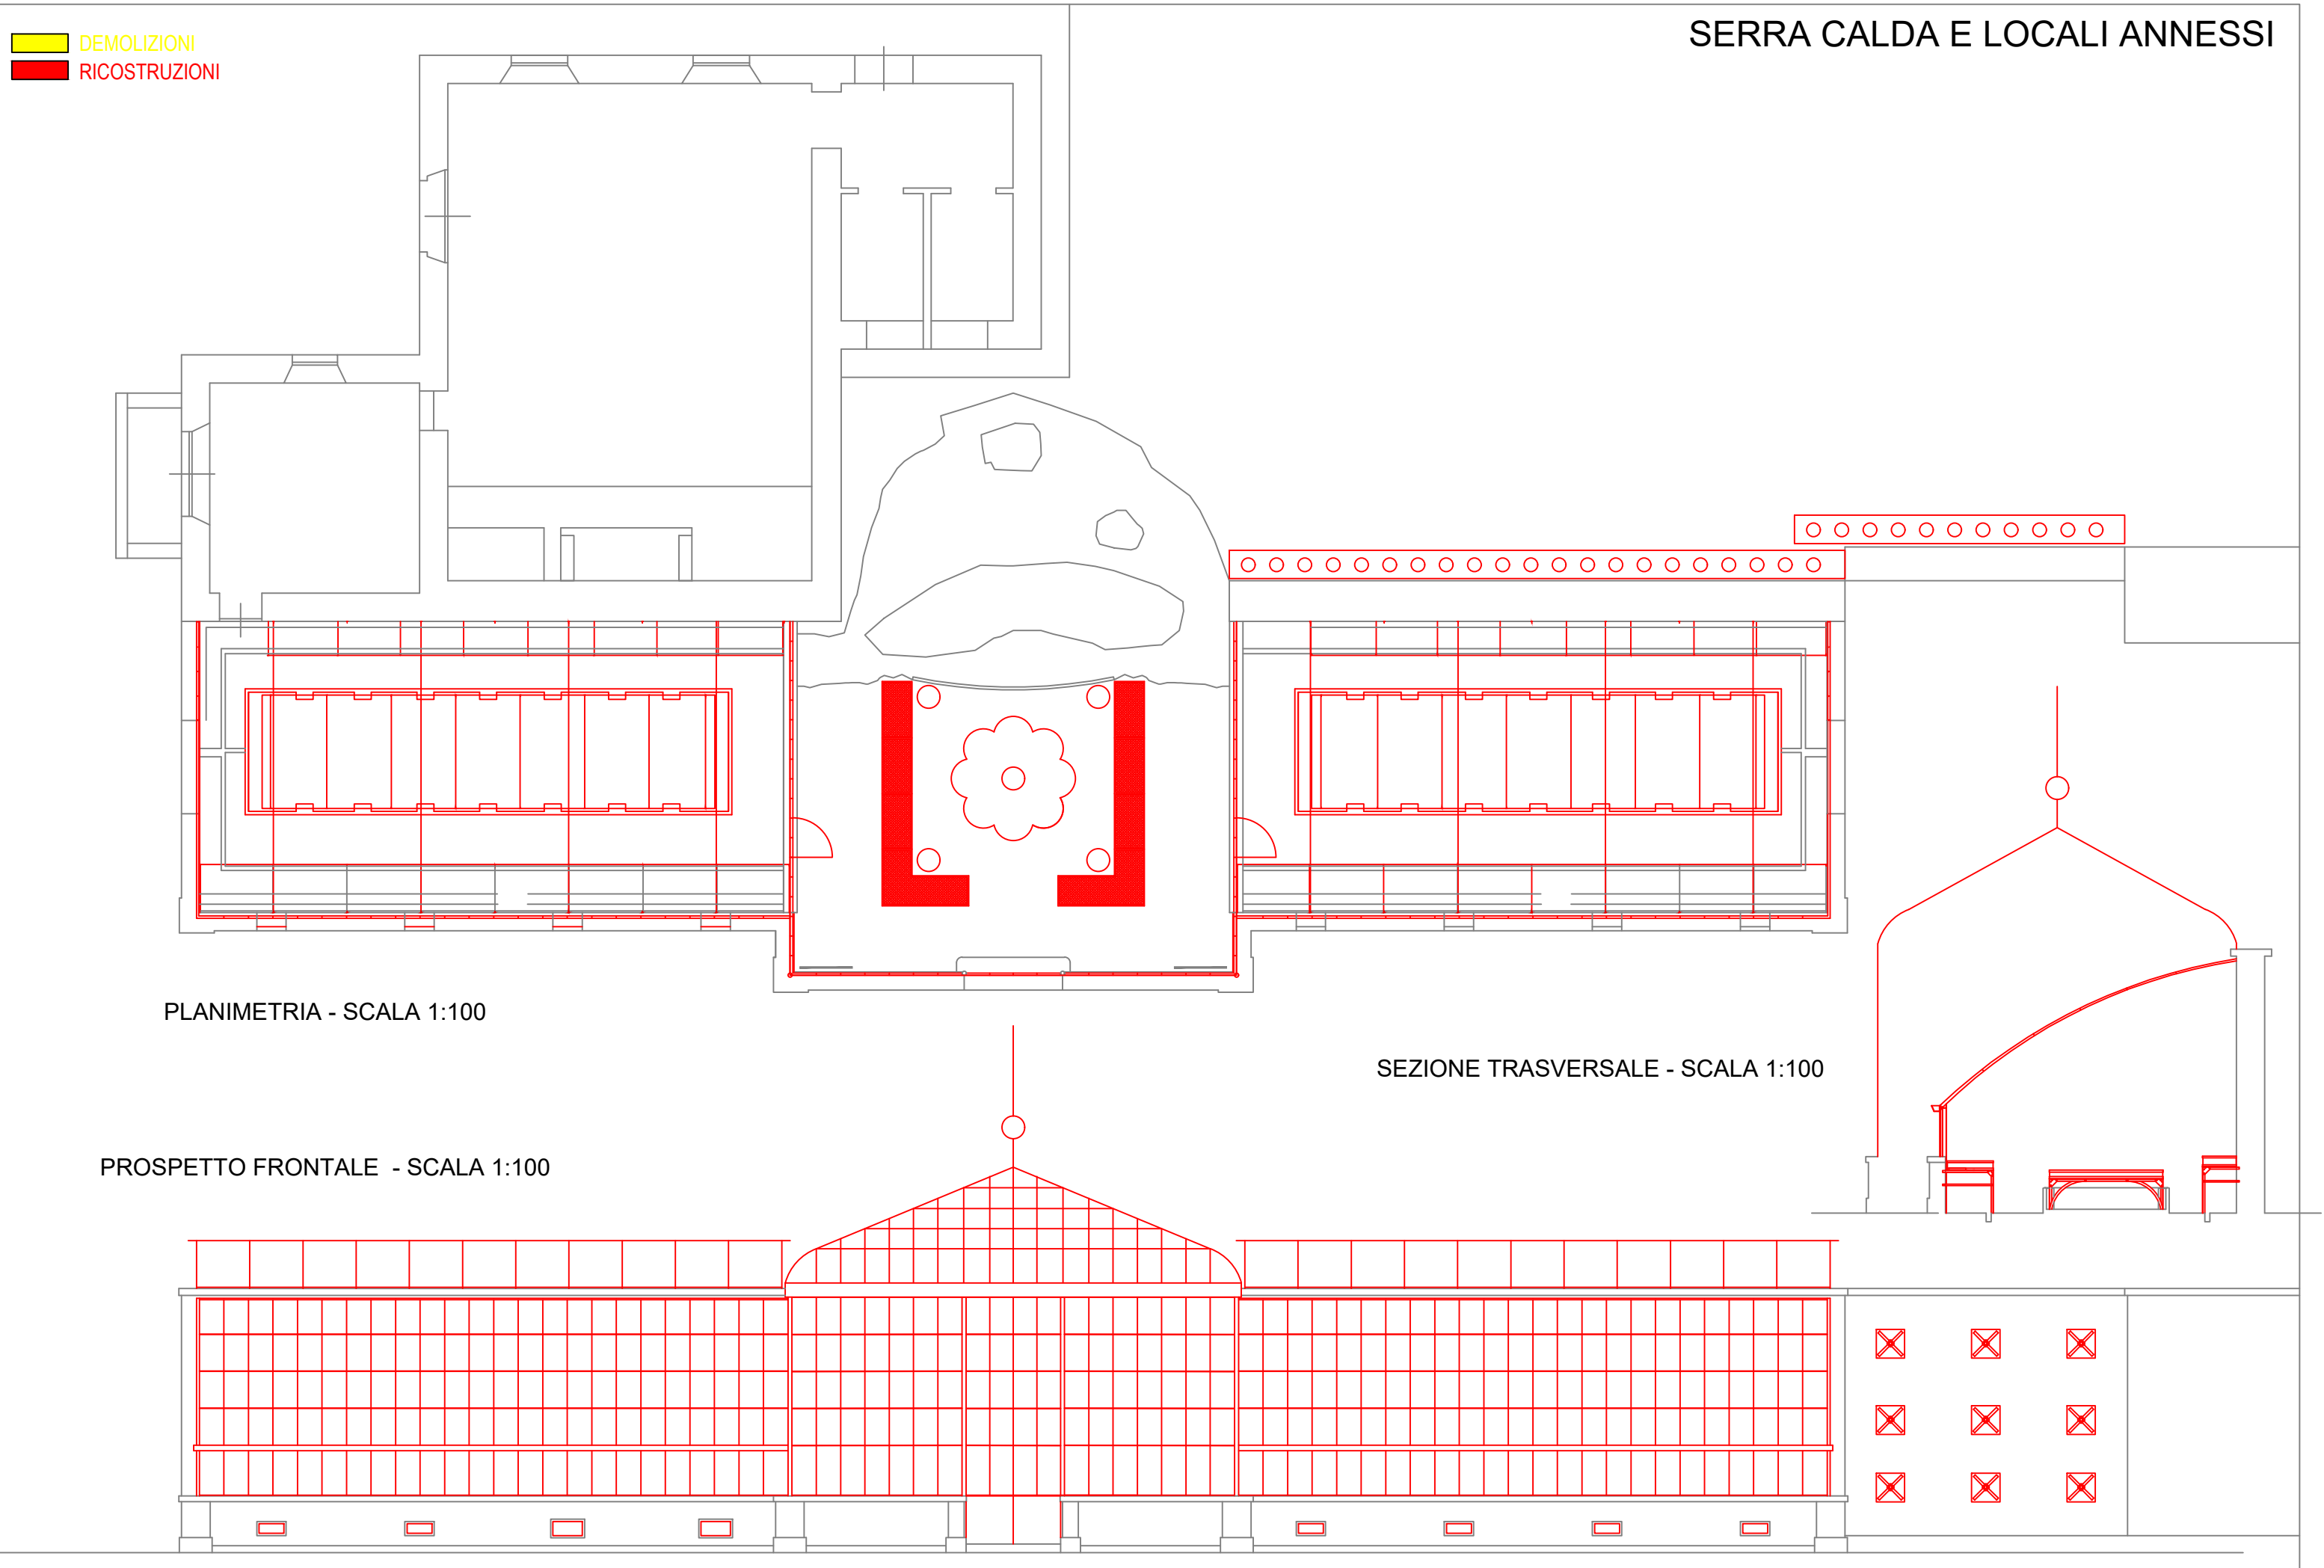 SERRA CALDA E LOCALI ANNESSI
DEMOLIZIONI
RICOSTRUZIONI
PLANIMETRIA - SCALA 1:100
SEZIONE TRASVERSALE - SCALA 1:100
PROSPETTO FRONTALE - SCALA 1:100